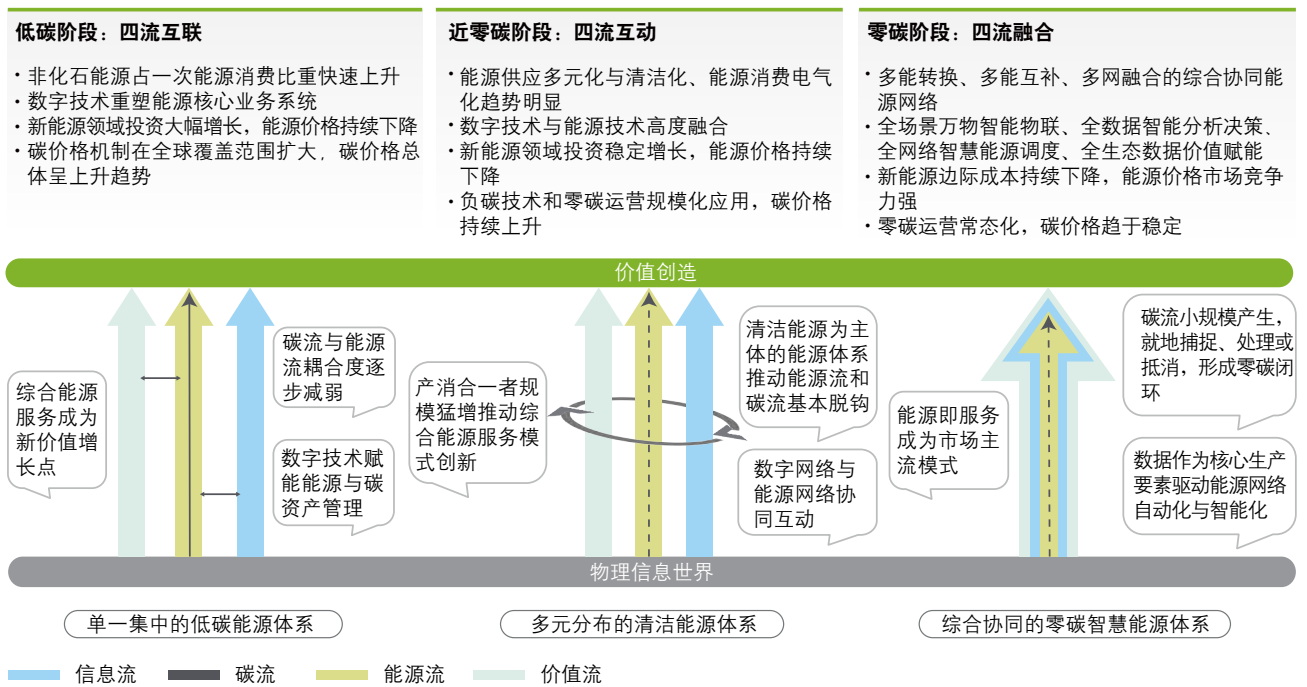 低碳阶段：四流互联
· 非化石能源占一次能源消费比重快速上升
· 数字技术重塑能源核心业务系统
· 新能源领域投资大幅增长，能源价格持续下降
· 碳价格机制在全球覆盖范围扩大，碳价格总
体呈上升趋势
近零碳阶段：四流互动
· 能源供应多元化与清洁化、能源消费电气
化趋势明显
· 数字技术与能源技术高度融合
· 新能源领域投资稳定增长，能源价格持续
下降
· 负碳技术和零碳运营规模化应用，碳价格
持续上升
零碳阶段：四流融合
· 多能转换、多能互补、多网融合的综合协同能
源网络
· 全场景万物智能物联、全数据智能分析决策、
全网络智慧能源调度、全生态数据价值赋能
· 新能源边际成本持续下降，能源价格市场竞争
力强
· 零碳运营常态化，碳价格趋于稳定
价值创造
综合能源
服务成为
新价值增
长点
碳流与能源
流耦合度逐
步减弱
数字技术赋
能能源与碳
资产管理
产消合一者规
模猛增推动综
合能源服务模
式创新
清洁能源为主
体的能源体系
推动能源流和
碳流基本脱钩
数字网络与
能源网络协
同互动
能源即服务
成为市场主
流模式
碳流小规模产生，
就地捕捉、处理或
抵消，形成零碳闭
环
数据作为核心生产
要素驱动能源网络
自动化与智能化
物理信息世界
单一集中的低碳能源体系
多元分布的清洁能源体系
综合协同的零碳智慧能源体系
信息流
碳流
能源流
价值流